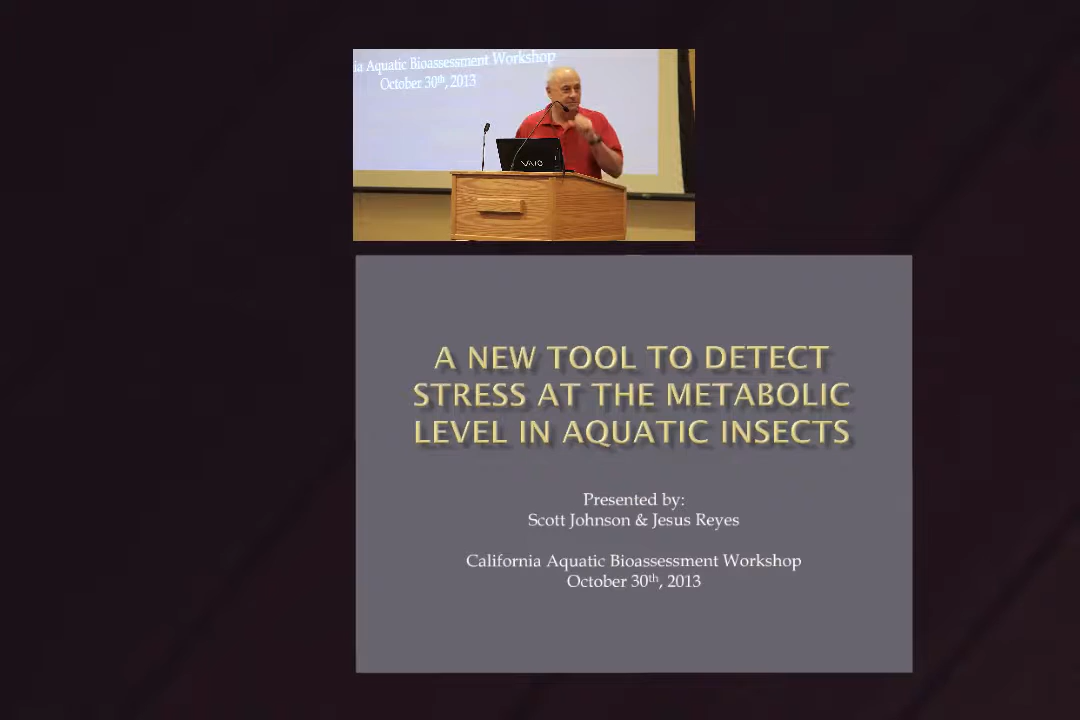 ia Aquatic Bioassessment Workshop
October 30th, 2013
VAIO
A NEW TOOL TO DETECT
STRESS AT THE METABOLIC
LEVEL IN AQUATIC INSECTS
Presented by:
Scott Johnson & Jesus Reyes
California Aquatic Bioassessment Workshop
October 30th, 2013